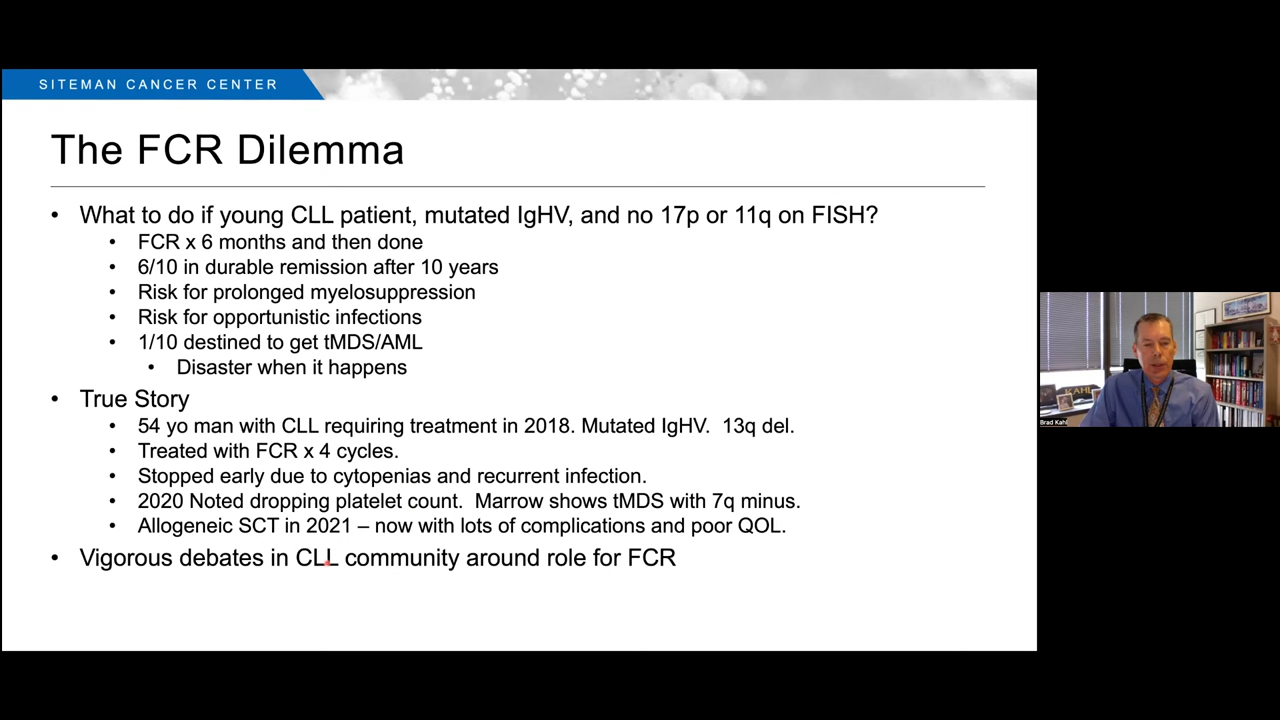 SITEMAN CANCER CENTER
The FCR Dilemma
• What to do if young CLL patient, mutated IgHV, and no 17p or 11q on FISH?
• FCR x 6 months and then done
• 6/10 in durable remission after 10 years
• Risk for prolonged myelosuppression
• Risk for opportunistic infections
• 1/10 destined to get tMDS/AML
• Disaster when it happens
• True Story
• 54 yo man with CLL requiring treatment in 2018. Mutated IgHV. 13q del.
• Treated with FCR x 4 cycles.
• Stopped early due to cytopenias and recurrent infection.
• 2020 Noted dropping platelet count. Marrow shows tMDS with 7q minus.
• Allogeneic SCT in 2021 – now with lots of complications and poor QOL.
• Vigorous debates in CLL community around role for FCR
KAHL
Brad Kahl